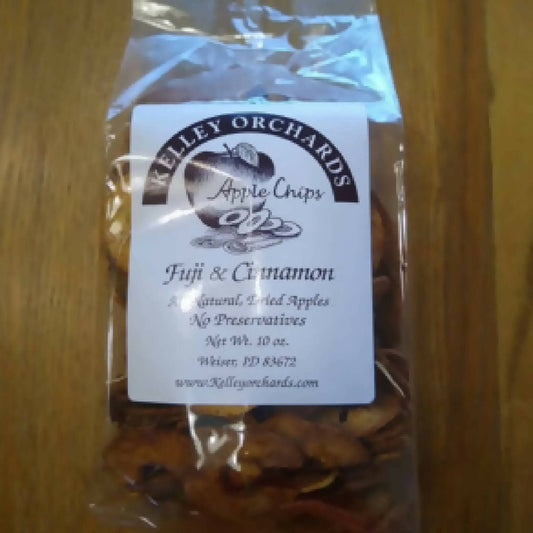 KELLEY ORCHARDS
Apple Chips
Fuji & Cinnamon
All Natural, Dried Apples
No Preservatives
Net Wt. 10 oz.
Weiser, ID 83672
www.Kelleyorchards.com